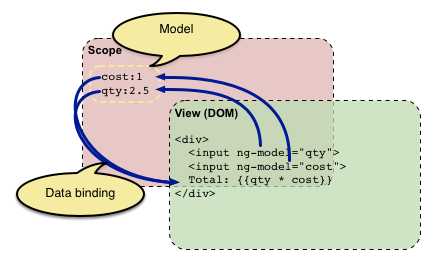 Model
Scope
cost:1
qty:2.5
View (DOM)
<div>
<input ng-model="qty">
<input ng-model="cost">
Total: {{qty * cost}}
</div>
Data binding